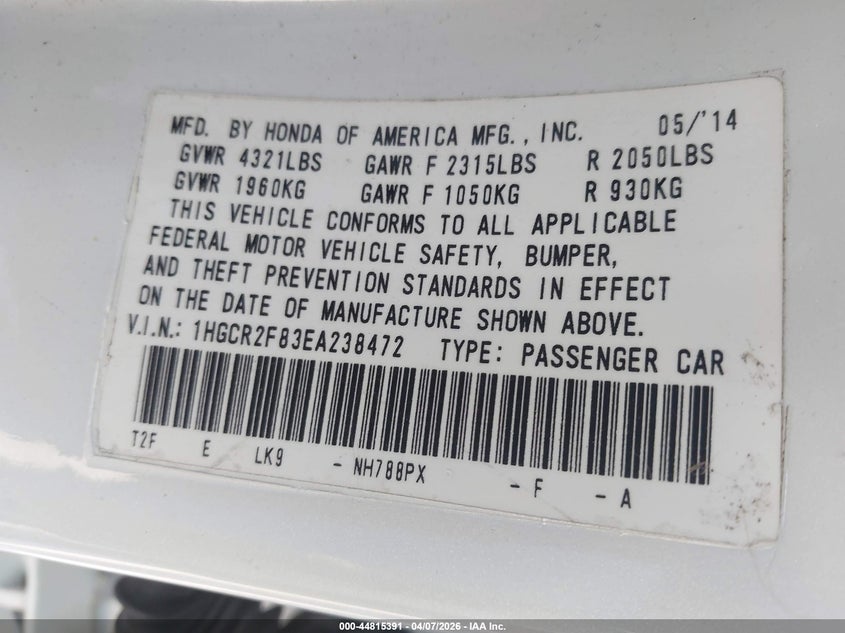 MFD. BY HONDA OF AMERICA MFG., INC. 05/'14
GVWR 4321LBS GAWR F 2315LBS R 2050LBS
GVWR 1960KG GAWR F 1050KG R 930KG
THIS VEHICLE CONFORMS TO ALL APPLICABLE
FEDERAL MOTOR VEHICLE SAFETY, BUMPER,
AND THEFT PREVENTION STANDARDS IN EFFECT
ON THE DATE OF MANUFACTURE SHOWN ABOVE.
V.I.N.: 1HGCR2F83EA238472 TYPE: PASSENGER CAR
T2F E LK9 - NH788PX - F - A
000-44815391 - 04/07/2026 - IAA Inc.